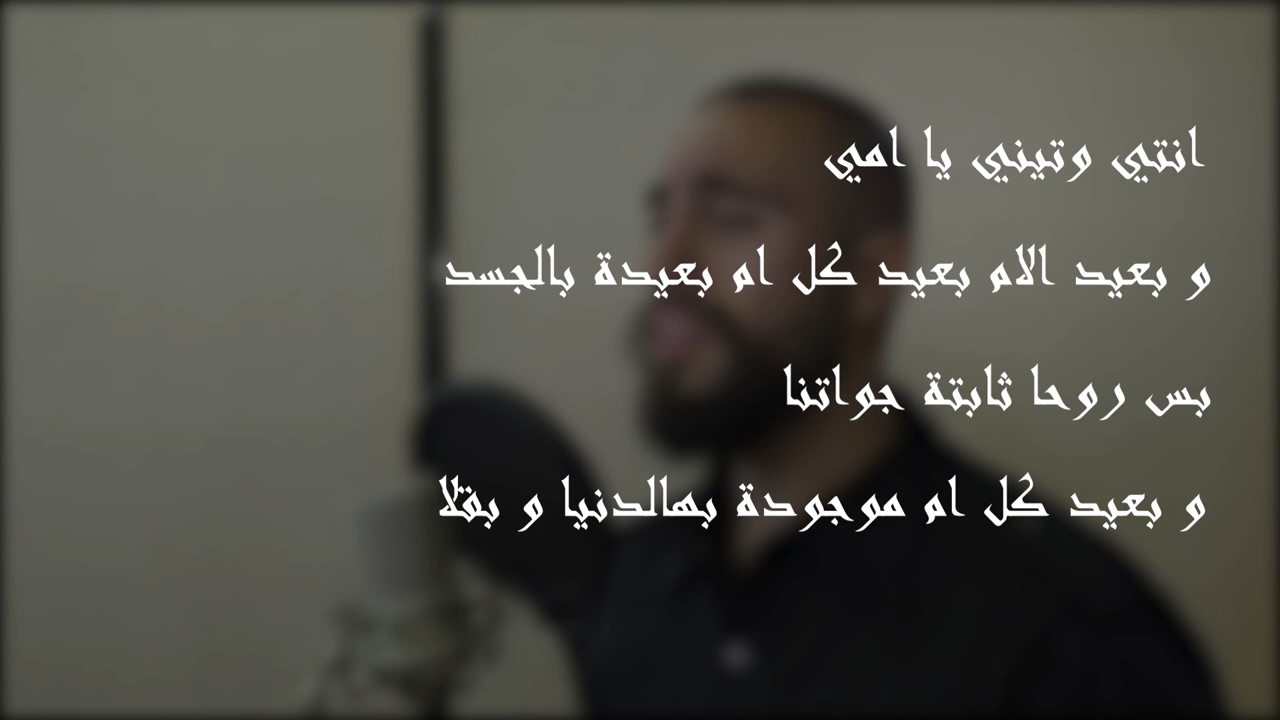 انتي وتيني يا امي
و بعيد الام بعيد كل ام بعيدة بالجسد
بس روحا ثابتة جواتنا
و بعيد كل ام موجودة بهالدنيا و بقلا